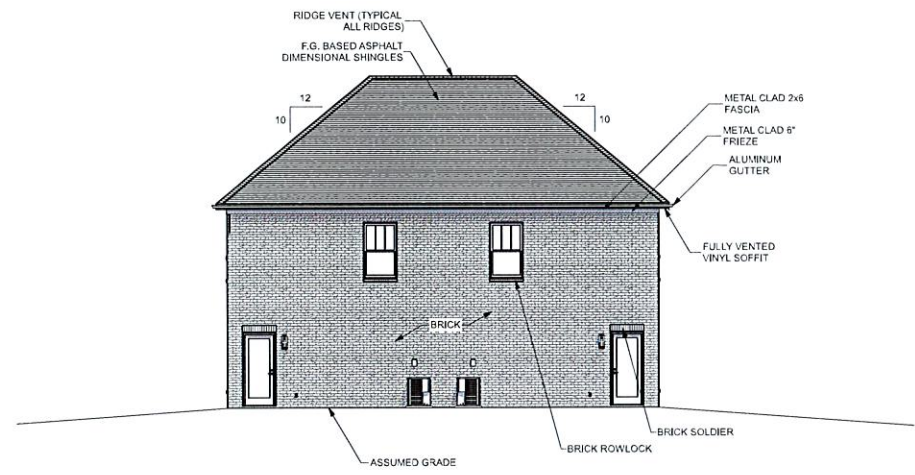 RIDGE VENT (TYPICAL
ALL RIDGES)
F.G. BASED ASPHALT
DIMENSIONAL SHINGLES
12
10
12
10
METAL CLAD 2x6
FASCIA
METAL CLAD 6"
FRIEZE
ALUMINUM
GUTTER
FULLY VENTED
VINYL SOFFIT
BRICK
BRICK SOLDIER
BRICK ROWLOCK
ASSUMED GRADE